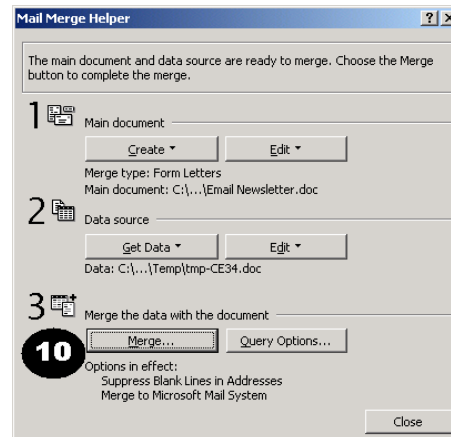 Mail Merge Helper
The main document and data source are ready to merge. Choose the Merge
button to complete the merge.
1
Main document
Create
Edit
Merge type: Form Letters
Main document: C:\...\Email Newsletter.doc
2
Data source
Get Data
Edit
Data: C:\...\Temp\tmp-CE34.doc
3
Merge the data with the document
10
Merge...
Query Options...
Options in effect:
Suppress Blank Lines in Addresses
Merge to Microsoft Mail System
Close